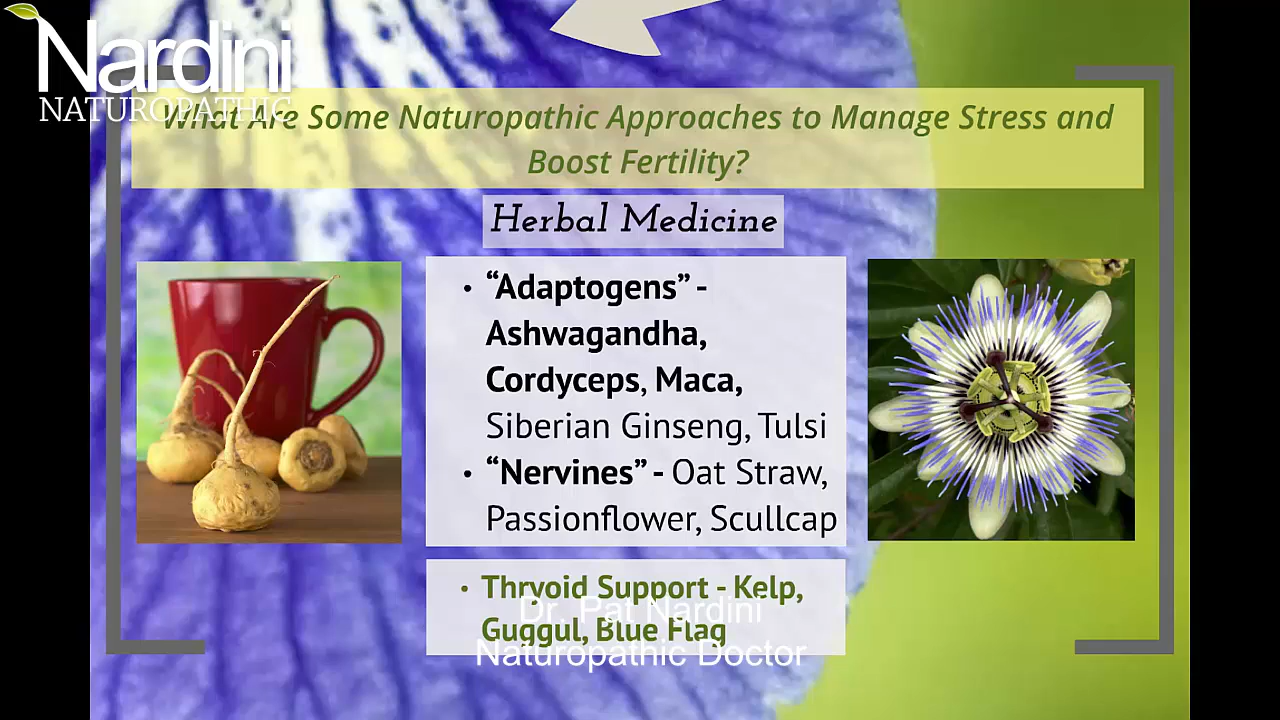 Nardini
NATUROPATHIC
What Are Some Naturopathic Approaches to Manage Stress and
Boost Fertility?
Herbal Medicine
• “Adaptogens” -
Ashwagandha,
Cordyceps, Maca,
Siberian Ginseng, Tulsi
• “Nervines” - Oat Straw,
Passionflower, Scullcap
• Thryoid Support - Kelp,
Guggul, Blue Flag
Dr. Pat Nardini
Naturopathic Doctor